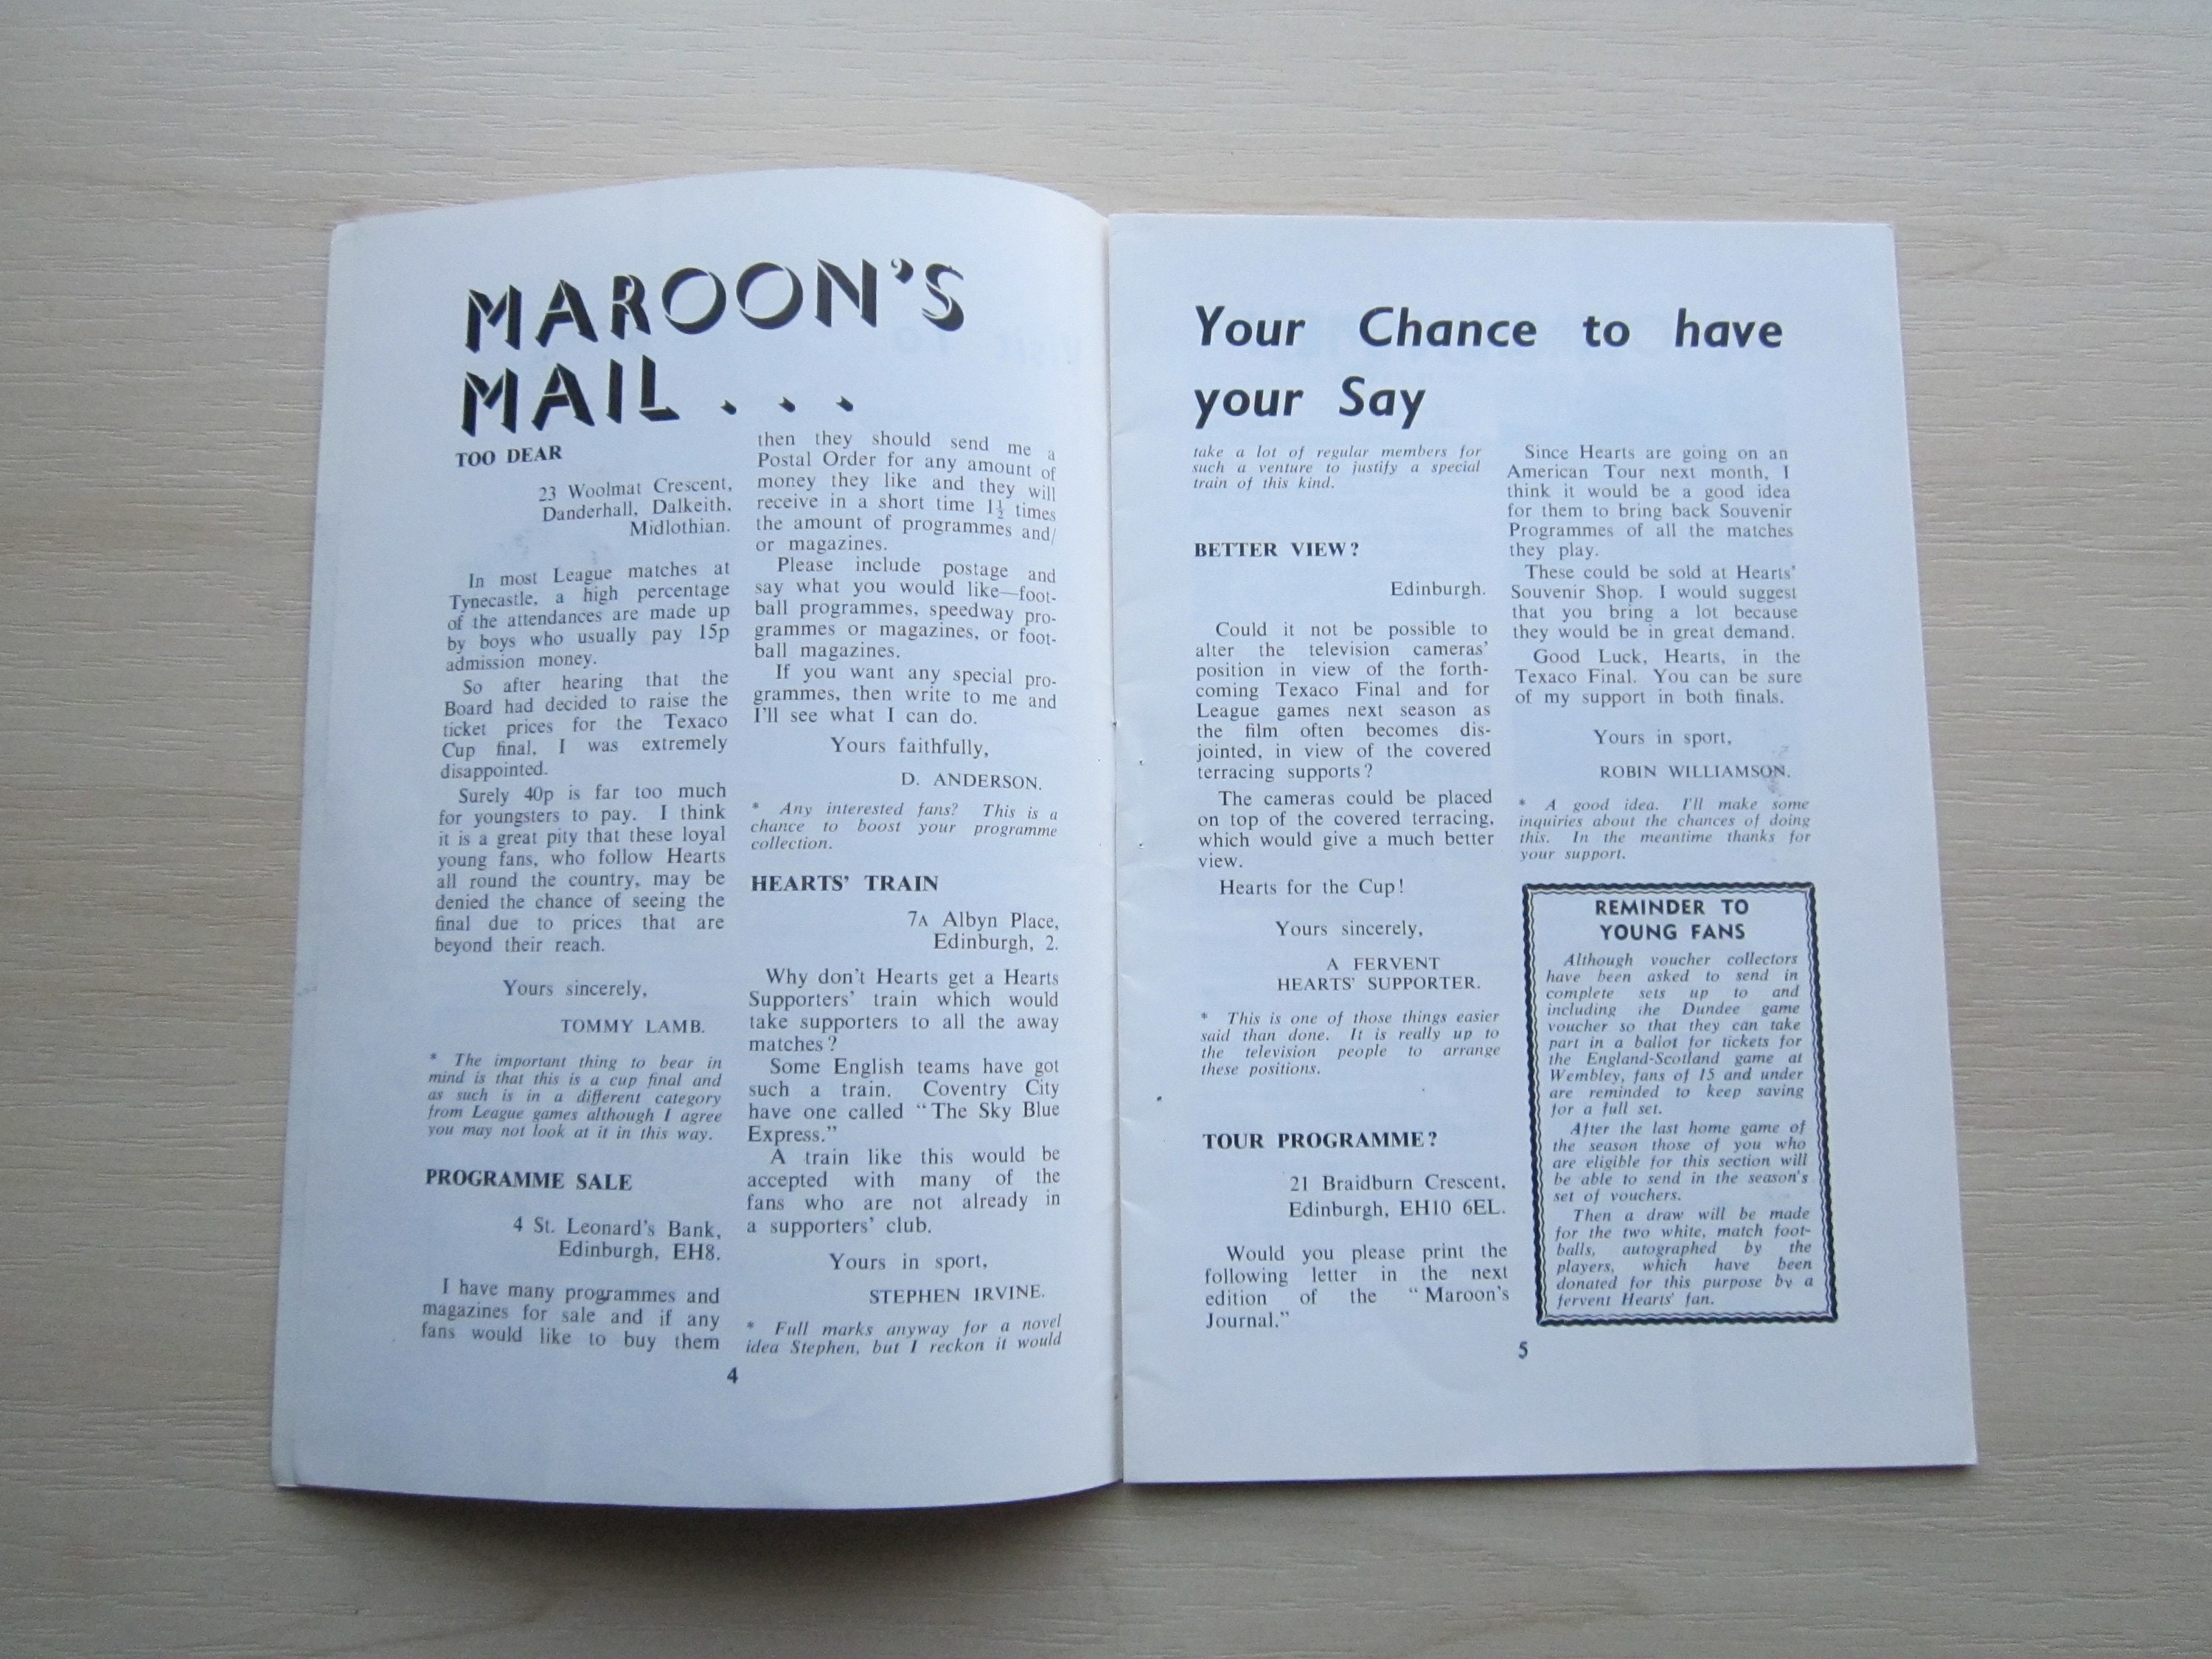 MAROON'S
MAIL . . .
TOO DEAR
23 Woolmat Crescent,
Danderhall, Dalkeith,
Midlothian.
In most League matches at
Tynecastle, a high percentage
of the attendances are made up
by boys who usually pay 15p
admission money.
So after hearing that the
Board had decided to raise the
ticket prices for the Texaco
Cup final, I was extremely
disappointed.
Surely 40p is far too much
for youngsters to pay. I think
it is a great pity that these loyal
young fans, who follow Hearts
all round the country, may be
denied the chance of seeing the
final due to prices that are
beyond their reach.
Yours sincerely,
TOMMY LAMB.
* The important thing to bear in
mind is that this is a cup final and
as such is in a different category
from League games although I agree
you may not look at it in this way.
PROGRAMME SALE
4 St. Leonard's Bank,
Edinburgh, EH8.
I have many programmes and
magazines for sale and if any
fans would like to buy them
then they should send me a
Postal Order for any amount of
money they like and they will
receive in a short time 1½ times
the amount of programmes and/
or magazines.
Please include postage and
say what you would like—foot-
ball programmes, speedway pro-
grammes or magazines, or foot-
ball magazines.
If you want any special pro-
grammes, then write to me and
I'll see what I can do.
Yours faithfully,
D. ANDERSON.
* Any interested fans? This is a
chance to boost your programme
collection.
HEARTS' TRAIN
7A Albyn Place,
Edinburgh, 2.
Why don't Hearts get a Hearts
Supporters' train which would
take supporters to all the away
matches?
Some English teams have got
such a train. Coventry City
have one called "The Sky Blue
Express."
A train like this would be
accepted with many of the
fans who are not already in
a supporters' club.
Yours in sport,
STEPHEN IRVINE.
* Full marks anyway for a novel
idea Stephen, but I reckon it would
4
Your Chance to have
your Say
take a lot of regular members for
such a venture to justify a special
train of this kind.
BETTER VIEW?
Edinburgh.
Could it not be possible to
alter the television cameras'
position in view of the forth-
coming Texaco Final and for
League games next season as
the film often becomes dis-
jointed, in view of the covered
terracing supports?
The cameras could be placed
on top of the covered terracing,
which would give a much better
view.
Hearts for the Cup!
Yours sincerely,
A FERVENT
HEARTS' SUPPORTER.
* This is one of those things easier
said than done. It is really up to
the television people to arrange
these positions.
TOUR PROGRAMME?
21 Braidburn Crescent,
Edinburgh, EH10 6EL.
Would you please print the
following letter in the next
edition of the "Maroon's
Journal."
Since Hearts are going on an
American Tour next month, I
think it would be a good idea
for them to bring back Souvenir
Programmes of all the matches
they play.
These could be sold at Hearts'
Souvenir Shop. I would suggest
that you bring a lot because
they would be in great demand.
Good Luck, Hearts, in the
Texaco Final. You can be sure
of my support in both finals.
Yours in sport,
ROBIN WILLIAMSON.
* A good idea. I'll make some
inquiries about the chances of doing
this. In the meantime thanks for
your support.
REMINDER TO
YOUNG FANS
Although voucher collectors
have been asked to send in
complete sets up to and
including the Dundee game
voucher so that they can take
part in a ballot for tickets for
the England-Scotland game at
Wembley, fans of 15 and under
are reminded to keep saving
for a full set.
After the last home game of
the season those of you who
are eligible for this section will
be able to send in the season's
set of vouchers.
Then a draw will be made
for the two white, match foot-
balls, autographed by the
players, which have been
donated for this purpose by a
fervent Hearts' fan.
5